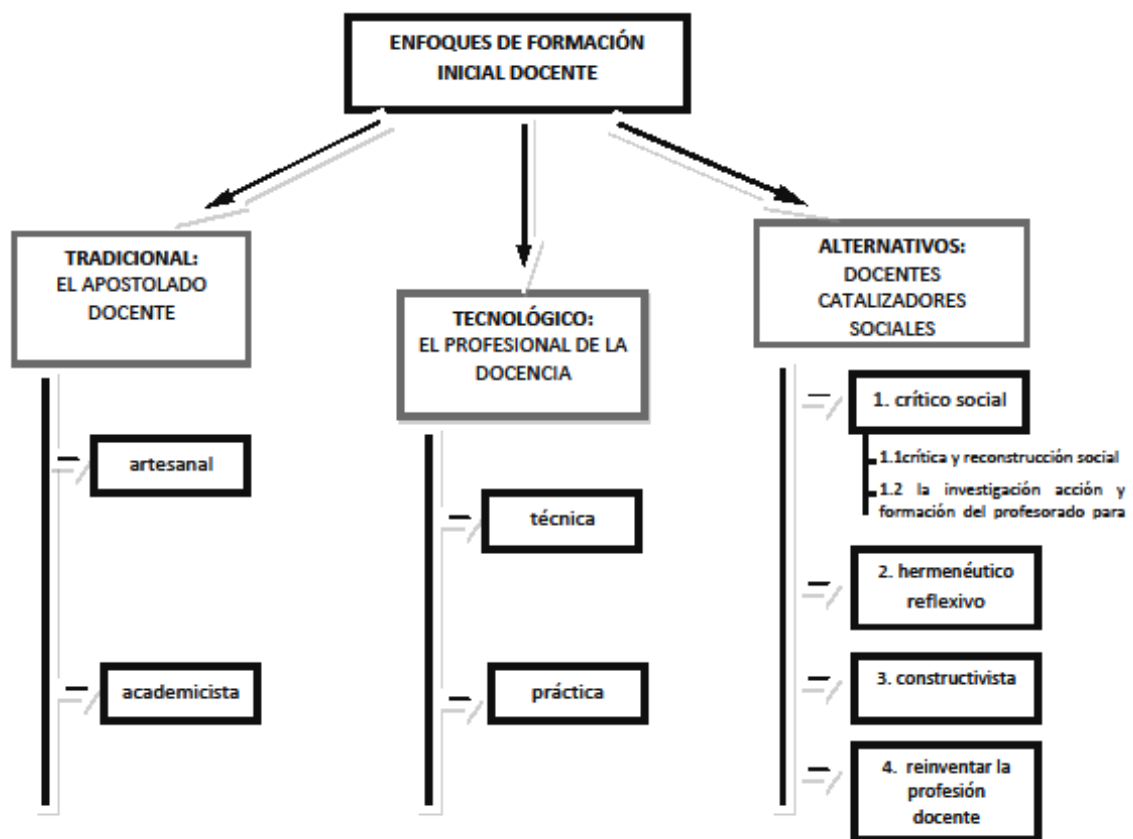 ENFOQUES DE FORMACIÓN
INICIAL DOCENTE
TRADICIONAL:
EL APOSTOLADO
DOCENTE
artesanal
academicista
TECNOLÓGICO:
EL PROFESIONAL DE LA
DOCENCIA
técnica
práctica
ALTERNATIVOS:
DOCENTES
CATALIZADORES
SOCIALES
1. crítico social
1.1crítica y reconstrucción social
1.2 la investigación acción y
formación del profesorado para
2. hermenéutico
reflexivo
3. constructivista
4. reinventar la
profesión
docente